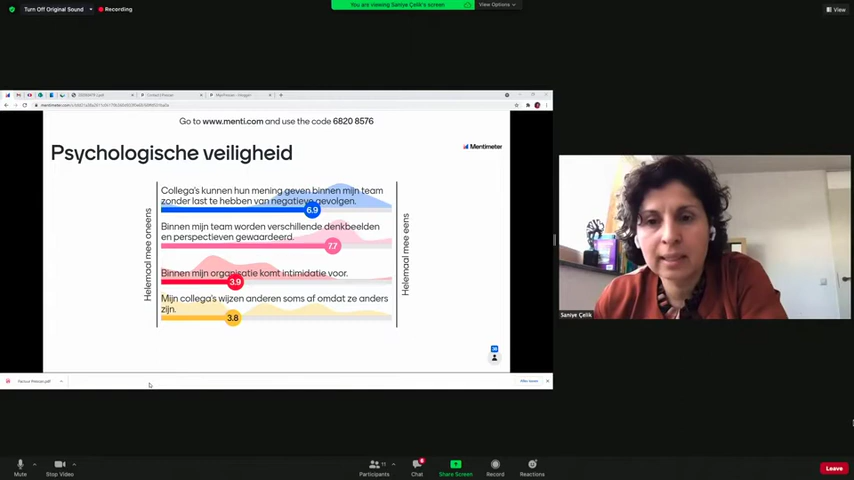 You are viewing Saniye Çelik's screen
View Options
Turn Off Original Sound
Recording
View
Go to www.menti.com and use the code 6820 8576
Psychologische veiligheid
Mentimeter
Helemaal mee oneens
Collega's kunnen hun mening geven binnen mijn team
zonder last te hebben van negatieve gevolgen.
6.9
Binnen mijn team worden verschillende denkbeelden
en perspectieven gewaardeerd.
7.7
Binnen mijn organisatie komt intimidatie voor.
3.9
Mijn collega's wijzen anderen soms af omdat ze anders
zijn.
3.8
Helemaal mee eens
Saniye Çelik
Mute
Stop Video
Participants
11
Chat
Share Screen
Record
Reactions
Leave